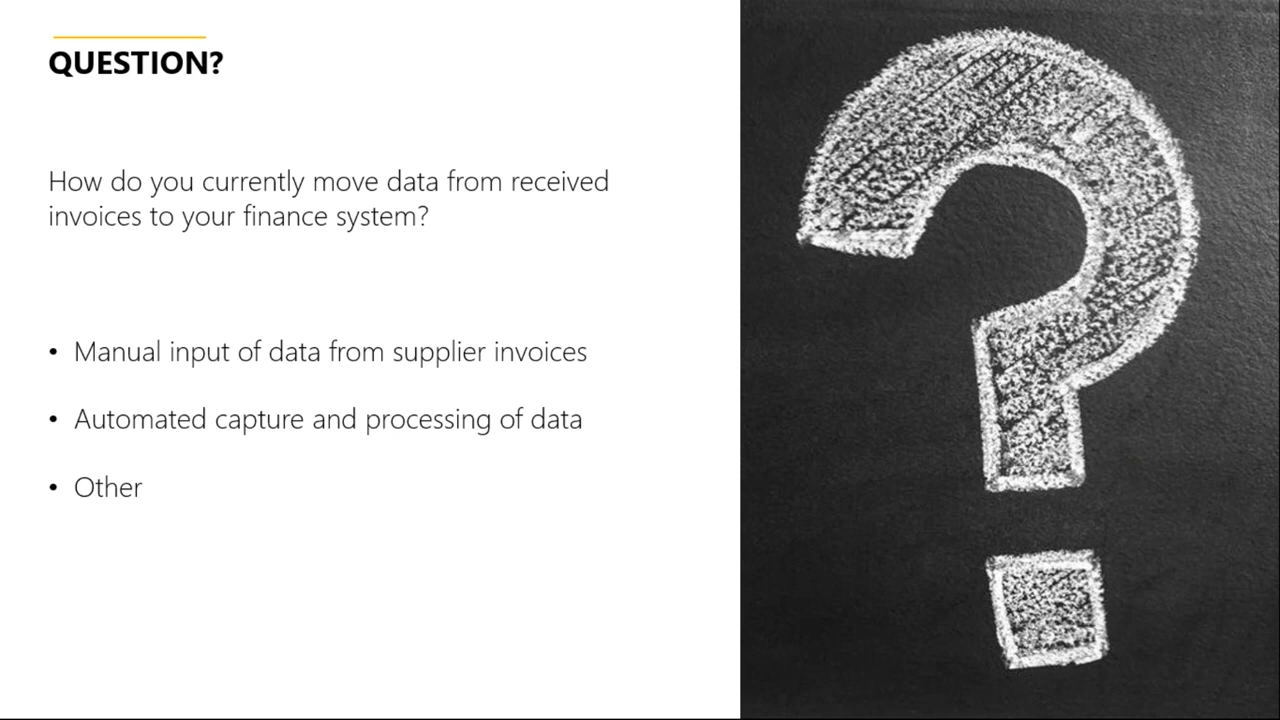 QUESTION?
How do you currently move data from received
invoices to your finance system?
• Manual input of data from supplier invoices
• Automated capture and processing of data
• Other